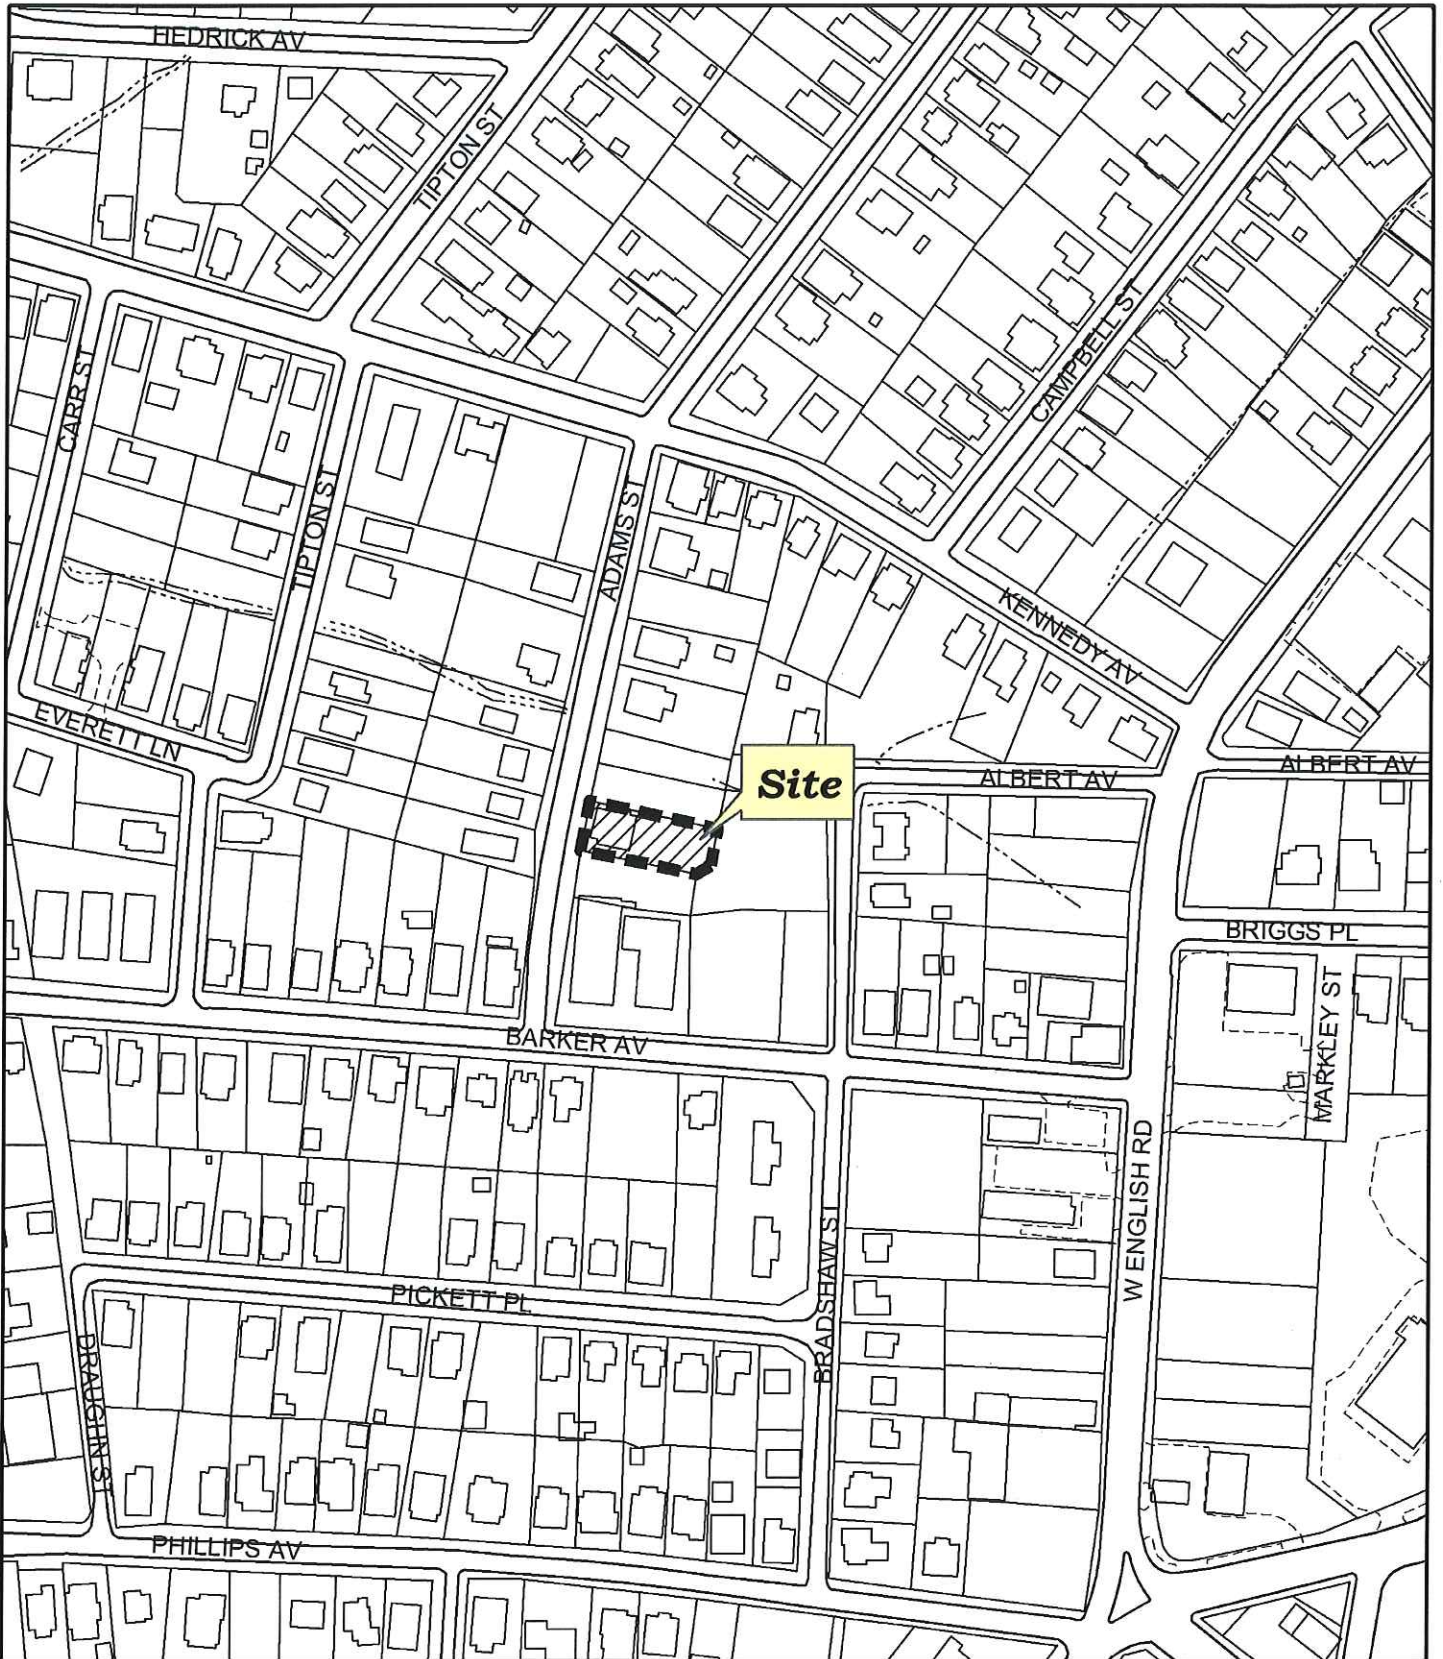 HEDRICK AV
TIPTON ST
CAMPBELL ST
CARR ST
TIPTON ST
ADAMS ST
KENNEDY AV
EVERETT LN
Site
ALBERT AV
ALBERT AV
BRIGGS PL
MARKLEY ST
BARKER AV
W ENGLISH RD
BRADSHAW ST
PICKETT PL
DRAUGHN ST
PHILLIPS AV